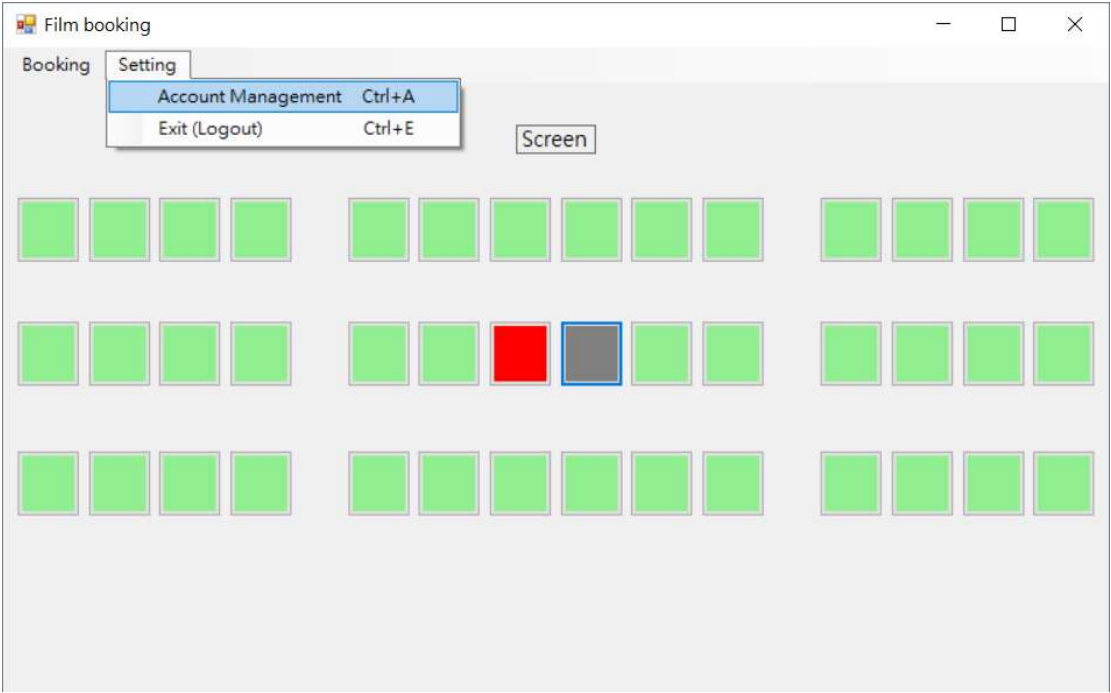 Film booking
Booking Setting
Account Management Ctrl+A
Exit (Logout) Ctrl+E
Screen